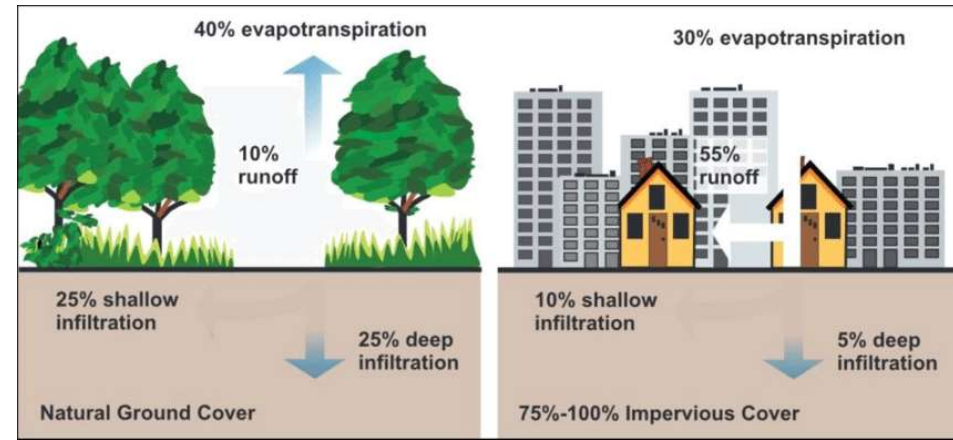 40% evapotranspiration
10%
runoff
25% shallow
infiltration
25% deep
infiltration
Natural Ground Cover
30% evapotranspiration
55%
runoff
10% shallow
infiltration
5% deep
infiltration
75%-100% Impervious Cover